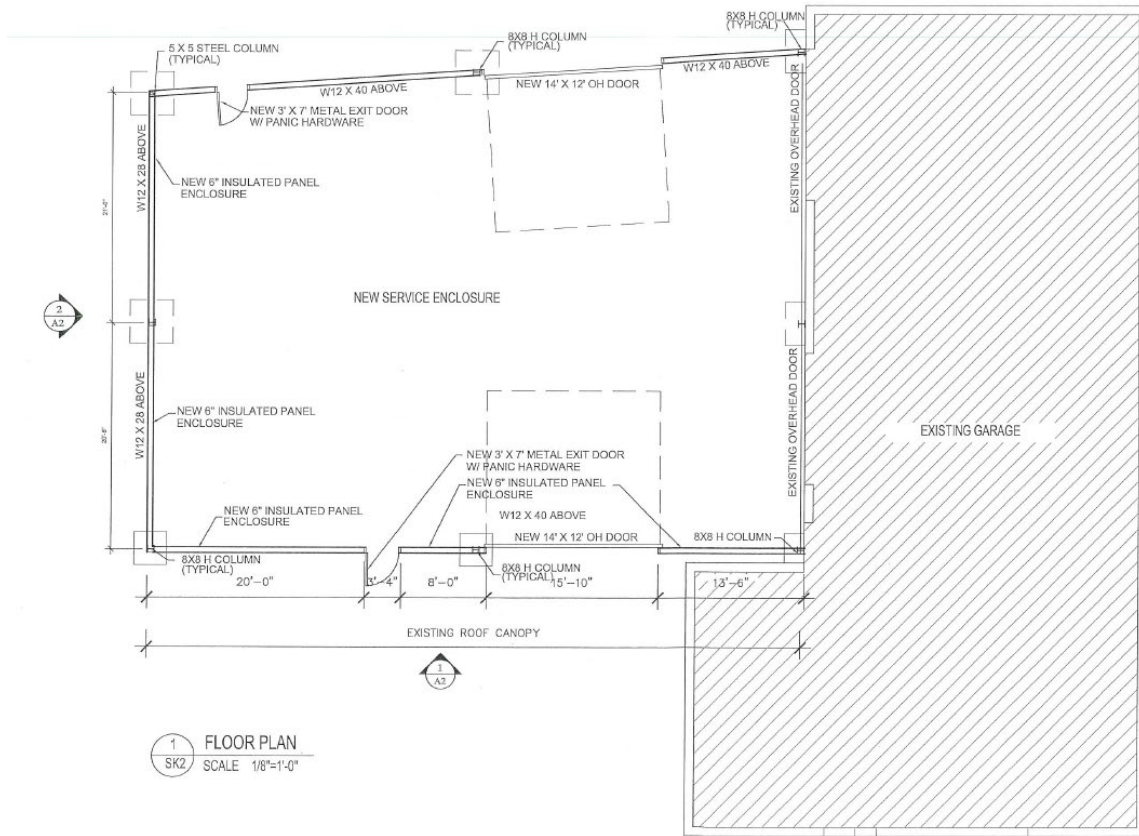 8X8 H COLUMN
(TYPICAL)
5 X 5 STEEL COLUMN
(TYPICAL)
8X8 H COLUMN
(TYPICAL)
W12 X 40 ABOVE
NEW 14' X 12' OH DOOR
W12 X 40 ABOVE
NEW 3' X 7' METAL EXIT DOOR
W/ PANIC HARDWARE
W12 X 28 ABOVE
EXISTING OVERHEAD DOOR
NEW 6" INSULATED PANEL
ENCLOSURE
NEW SERVICE ENCLOSURE
2
A2
W12 X 28 ABOVE
EXISTING OVERHEAD DOOR
NEW 6" INSULATED PANEL
ENCLOSURE
EXISTING GARAGE
NEW 3' X 7' METAL EXIT DOOR
W/ PANIC HARDWARE
NEW 6" INSULATED PANEL
ENCLOSURE
NEW 6" INSULATED PANEL
ENCLOSURE
W12 X 40 ABOVE
NEW 14' X 12' OH DOOR
8X8 H COLUMN
8X8 H COLUMN
(TYPICAL)
8X8 H COLUMN
(TYPICAL)
20'-0"
3'-4"
8'-0"
15'-10"
13'-6"
EXISTING ROOF CANOPY
1
A2
1
SK2
FLOOR PLAN
SCALE 1/8"=1'-0"